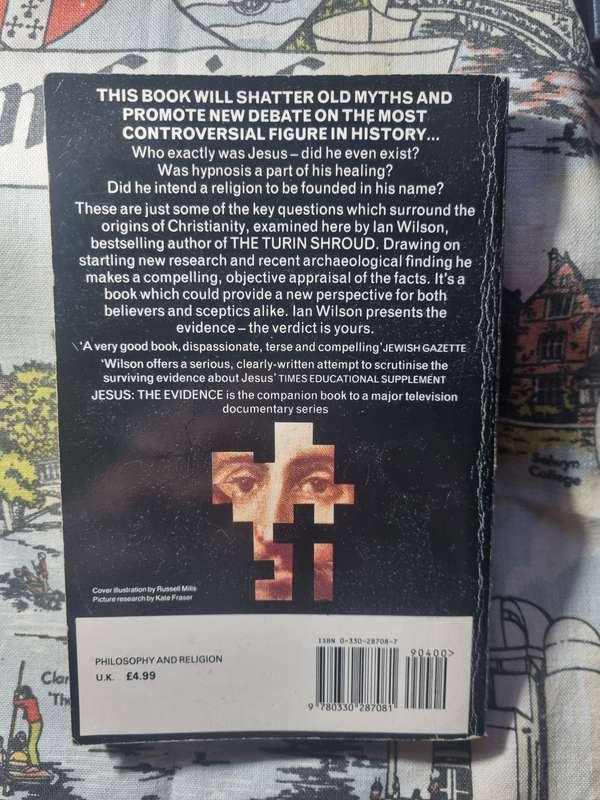 THIS BOOK WILL SHATTER OLD MYTHS AND
PROMOTE NEW DEBATE ON THE MOST
CONTROVERSIAL FIGURE IN HISTORY...
Who exactly was Jesus – did he even exist?
Was hypnosis a part of his healing?
Did he intend a religion to be founded in his name?
These are just some of the key questions which surround the
origins of Christianity, examined here by Ian Wilson,
bestselling author of THE TURIN SHROUD. Drawing on
startling new research and recent archaeological finding he
makes a compelling, objective appraisal of the facts. It's a
book which could provide a new perspective for both
believers and sceptics alike. Ian Wilson presents the
evidence – the verdict is yours.
'A very good book, dispassionate, terse and compelling' JEWISH GAZETTE
'Wilson offers a serious, clearly-written attempt to scrutinise the
surviving evidence about Jesus' TIMES EDUCATIONAL SUPPLEMENT
JESUS: THE EVIDENCE is the companion book to a major television
documentary series
Cover illustration by Russell Mills
Picture research by Kate Fraser
ISBN 0-330-28708-7
90400>
PHILOSOPHY AND RELIGION
U.K. £4.99
9 780330 287081
Selwyn
College